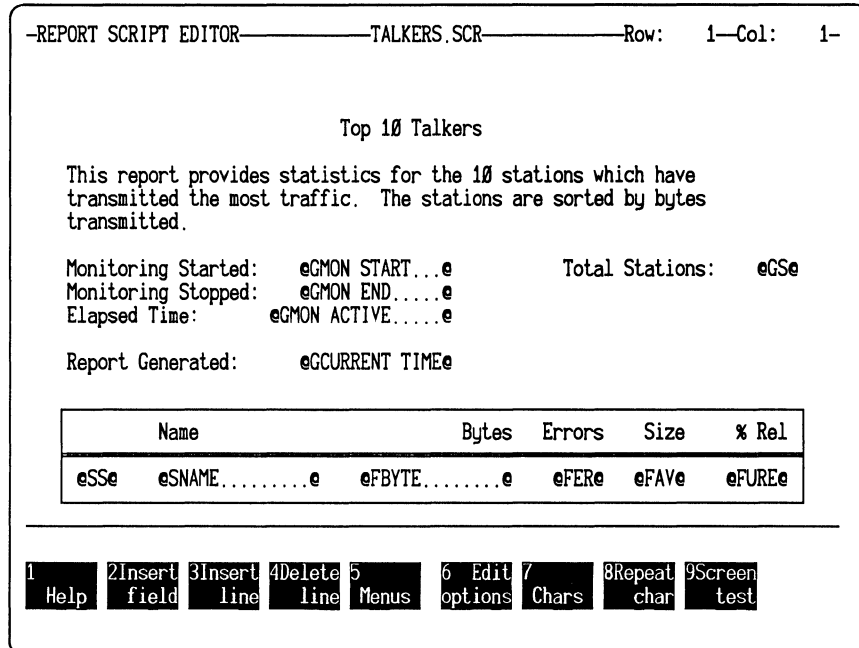 REPORT SCRIPT EDITOR TALKERS.SCR Row: 1 Col: 1
Top 10 Talkers
This report provides statistics for the 10 stations which have
transmitted the most traffic. The stations are sorted by bytes
transmitted.
Monitoring Started: @GMON START...@ Total Stations: @GS@
Monitoring Stopped: @GMON END.....@
Elapsed Time: @GMON ACTIVE.....@
Report Generated: @GCURRENT TIME@
Name Bytes Errors Size % Rel
@SS@ @SNAME.........@ @FBYTE........@ @FER@ @FAV@ @FURE@
1 Help 2Insert field 3Insert line 4Delete line 5 Menus 6 Edit options 7 Chars 8Repeat char 9Screen test